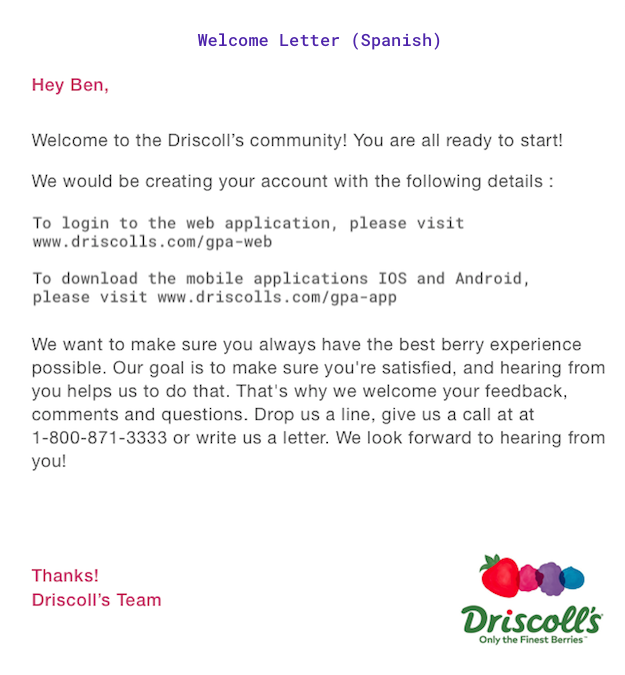 Welcome Letter (Spanish)
Hey Ben,
Welcome to the Driscoll’s community! You are all ready to start!
We would be creating your account with the following details :
To login to the web application, please visit
www.driscolls.com/gpa-web
To download the mobile applications IOS and Android,
please visit www.driscolls.com/gpa-app
We want to make sure you always have the best berry experience
possible. Our goal is to make sure you're satisfied, and hearing from
you helps us to do that. That's why we welcome your feedback,
comments and questions. Drop us a line, give us a call at at
1-800-871-3333 or write us a letter. We look forward to hearing from
you!
Thanks!
Driscoll’s Team
Driscoll's
Only the Finest Berries™